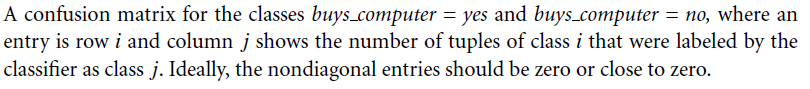 A confusion matrix for the classes buys_computer = yes and buys_computer = no, where an
entry is row i and column j shows the number of tuples of class i that were labeled by the
classifier as class j. Ideally, the nondiagonal entries should be zero or close to zero.